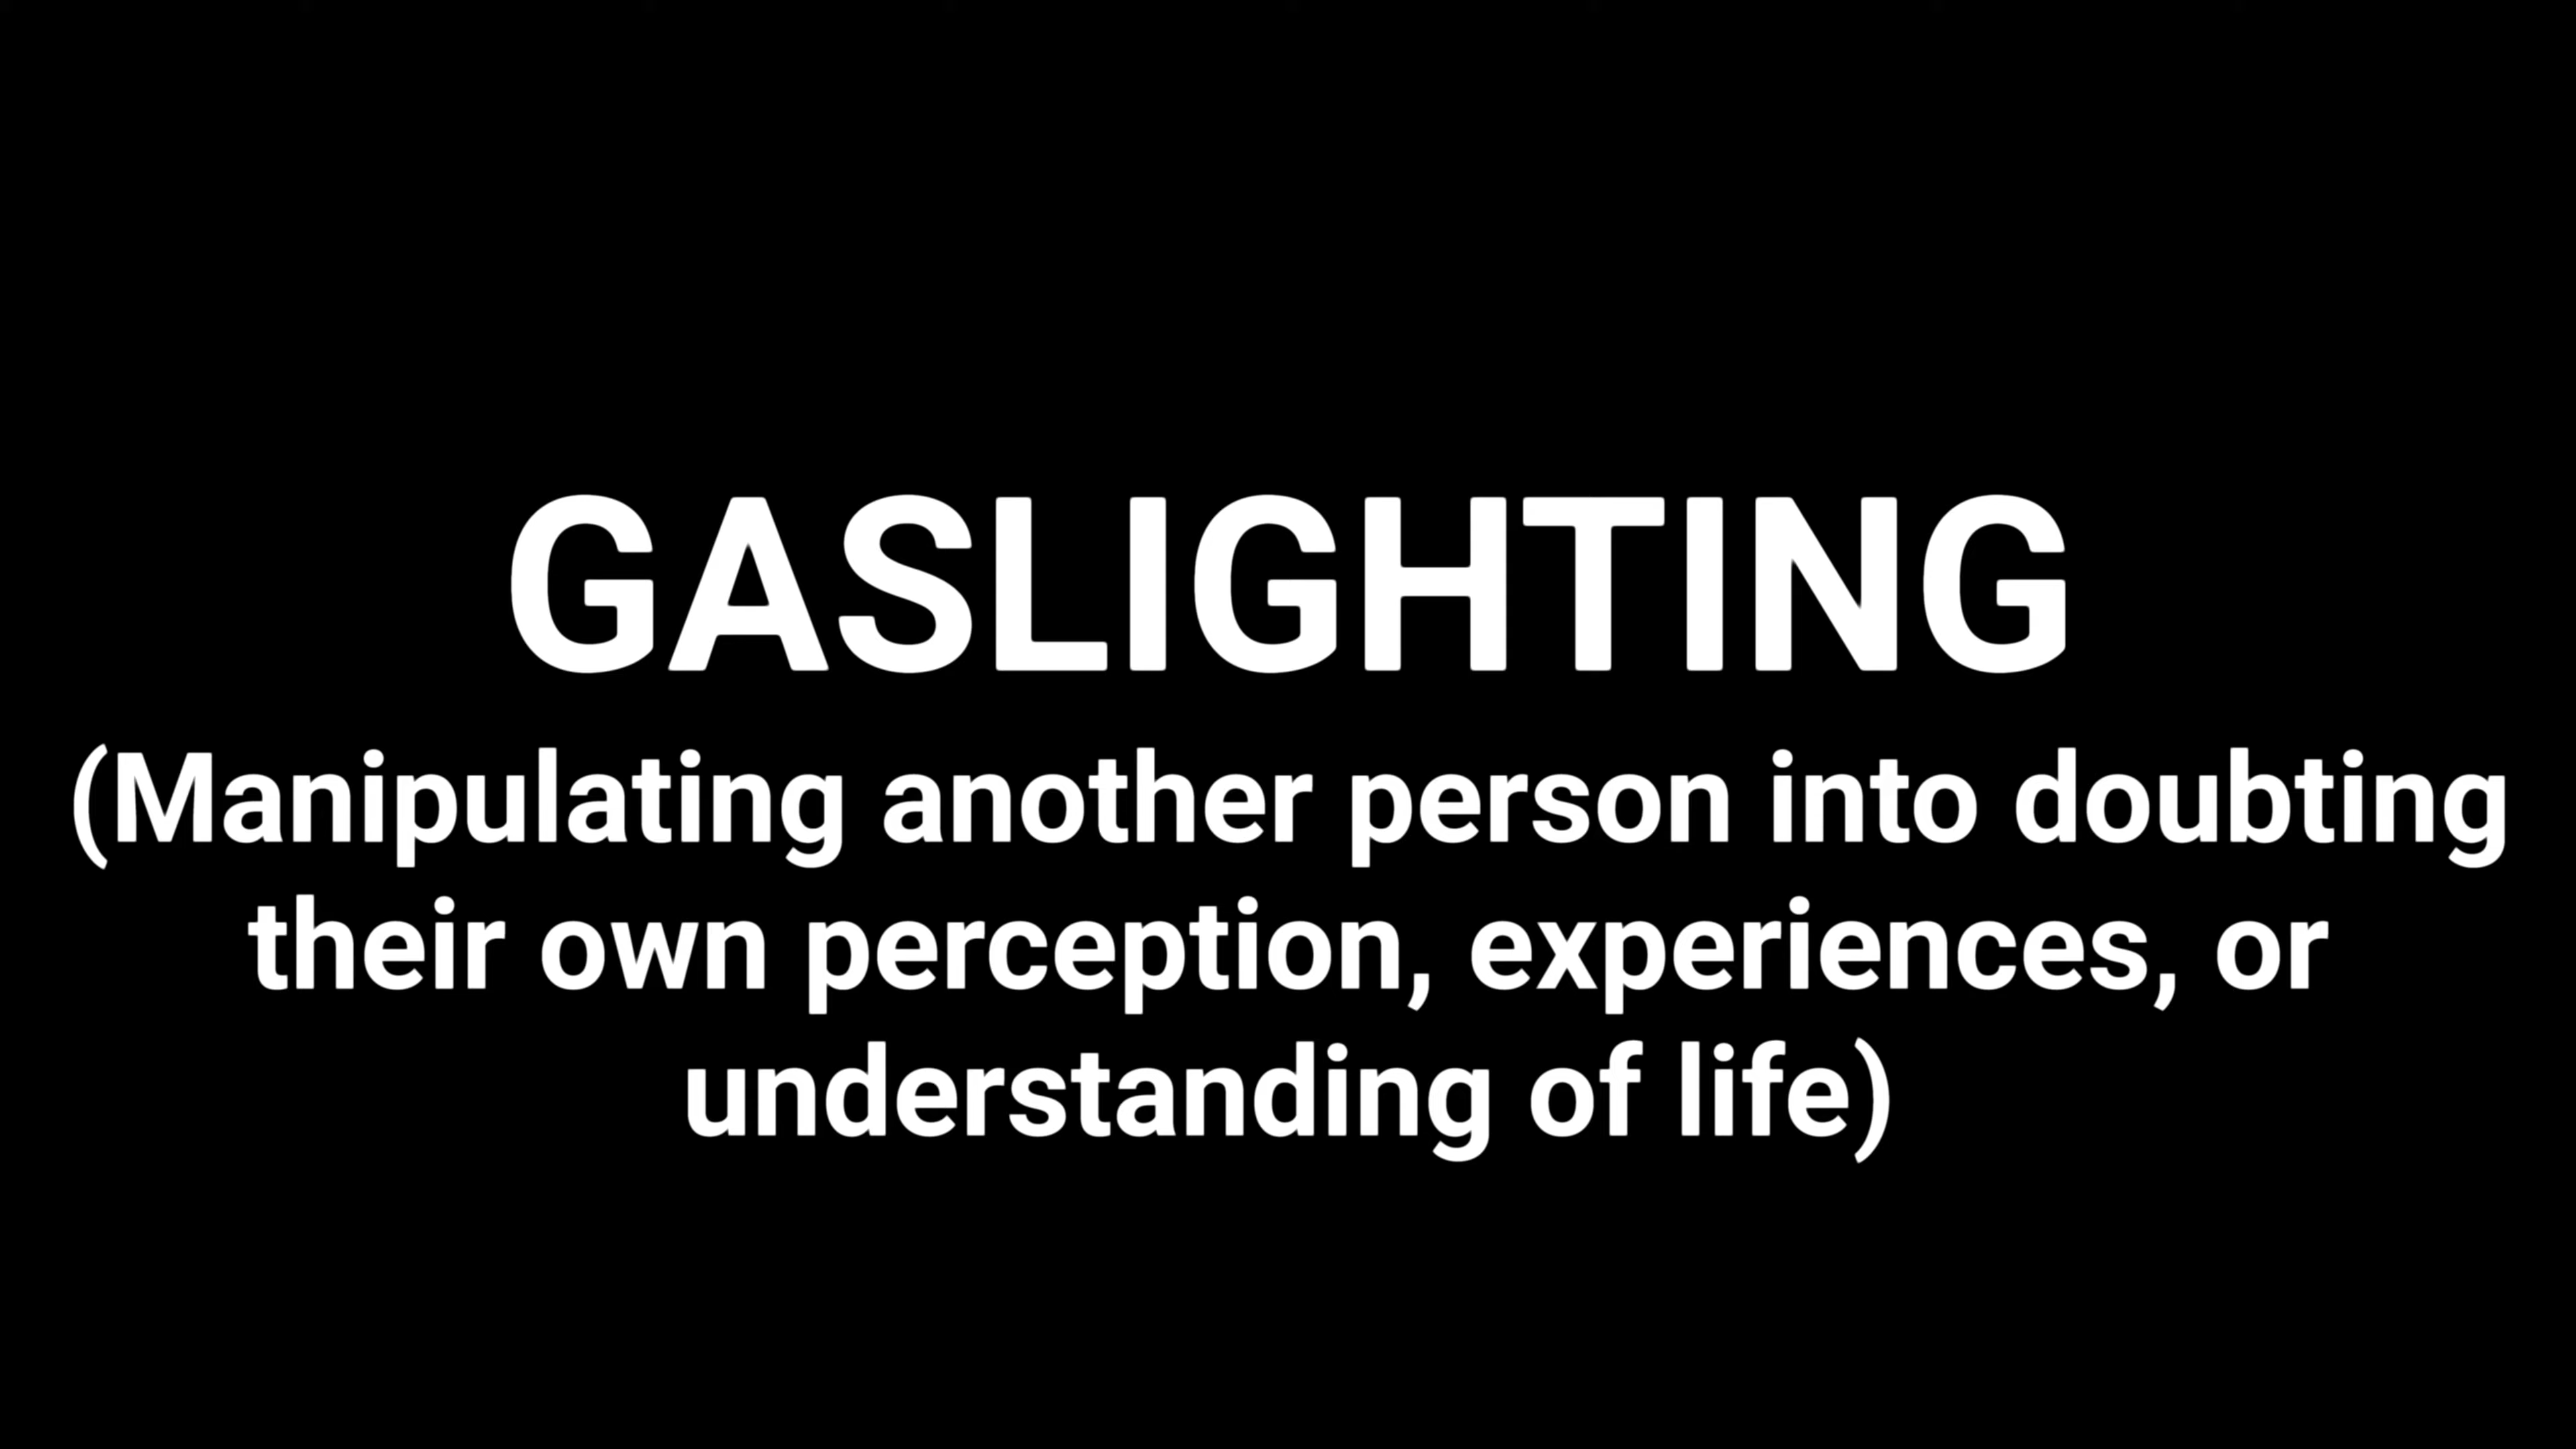 GASLIGHTING
(Manipulating another person into doubting
their own perception, experiences, or
understanding of life)